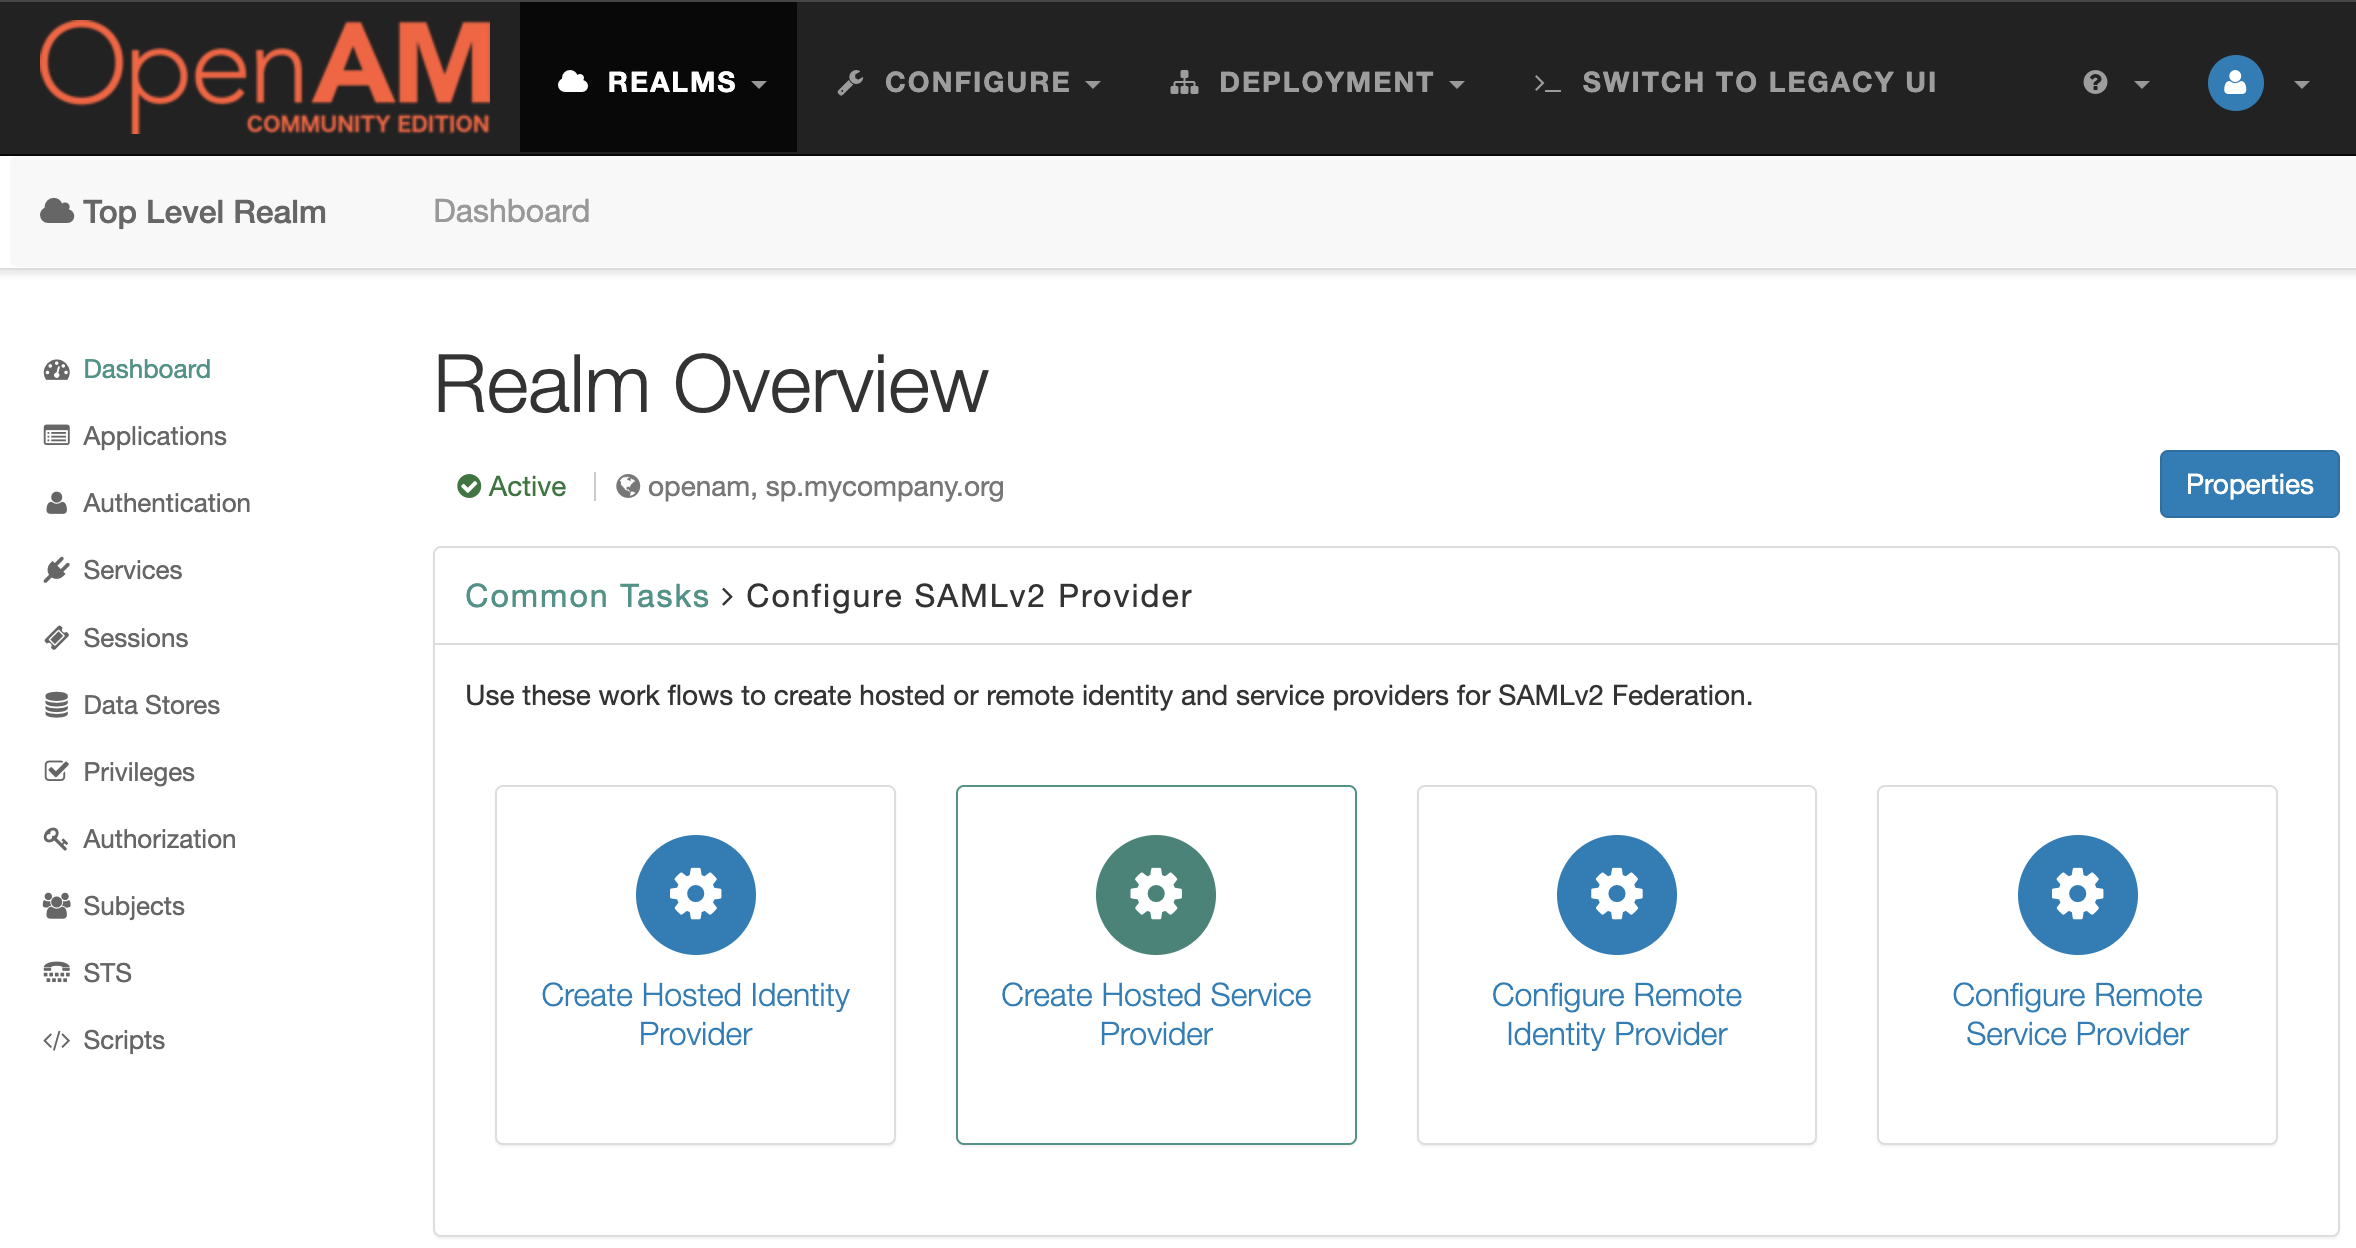 OpenAM
COMMUNITY EDITION
REALMS
CONFIGURE
DEPLOYMENT
SWITCH TO LEGACY UI
Top Level Realm
Dashboard
Dashboard
Applications
Authentication
Services
Sessions
Data Stores
Privileges
Authorization
Subjects
STS
Scripts
Realm Overview
Active
openam, sp.mycompany.org
Properties
Common Tasks > Configure SAMLv2 Provider
Use these work flows to create hosted or remote identity and service providers for SAMLv2 Federation.
Create Hosted Identity
Provider
Create Hosted Service
Provider
Configure Remote
Identity Provider
Configure Remote
Service Provider